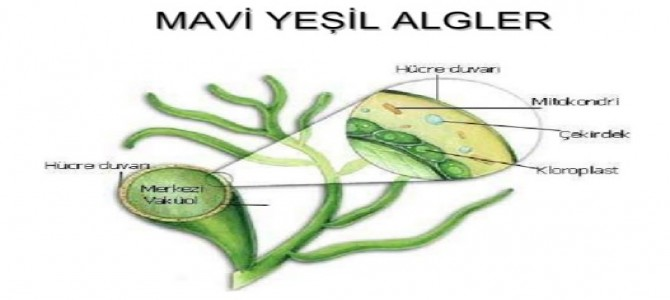 MAVİ YEŞİL ALGLER
Hücre duvarı
Mitokondri
Çekirdek
Kloroplast
Hücre duvarı
Merkezi
Vakuol